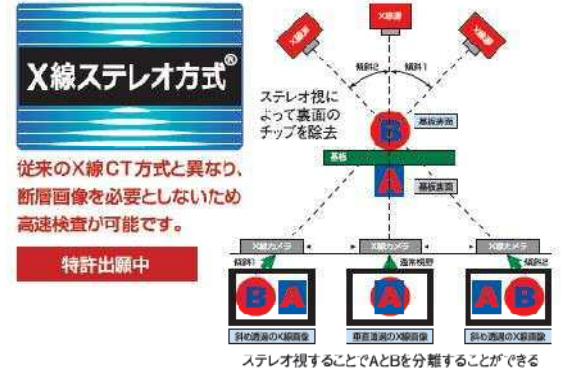 X線ステレオ方式®
従来のX線CT方式と異なり、
断層画像を必要としないため
高速検査が可能です。
特許出願中
X線源
X線源
X線源
傾斜2
傾斜1
ステレオ視に
よって裏面の
チップを除去
B
基板表面
基板
A
基板裏面
X線カメラ
X線カメラ
X線カメラ
傾斜1
通常視野
傾斜2
B A
A
A B
斜め透過のX線画像
垂直透過のX線画像
斜め透過のX線画像
ステレオ視することでAとBを分離することができる